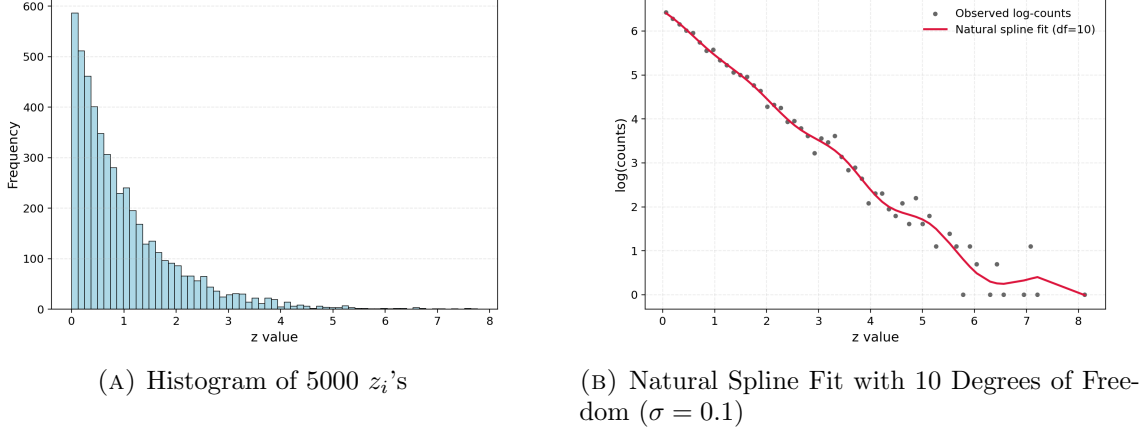 600
500
400
300
200
100
0
Frequency
0 1 2 3 4 5 6 7 8
z value
(A) Histogram of 5000 z_i's
6
5
4
3
2
1
0
log(counts)
Observed log-counts
Natural spline fit (df=10)
0 1 2 3 4 5 6 7 8
z value
(B) Natural Spline Fit with 10 Degrees of Free-
dom (σ = 0.1)